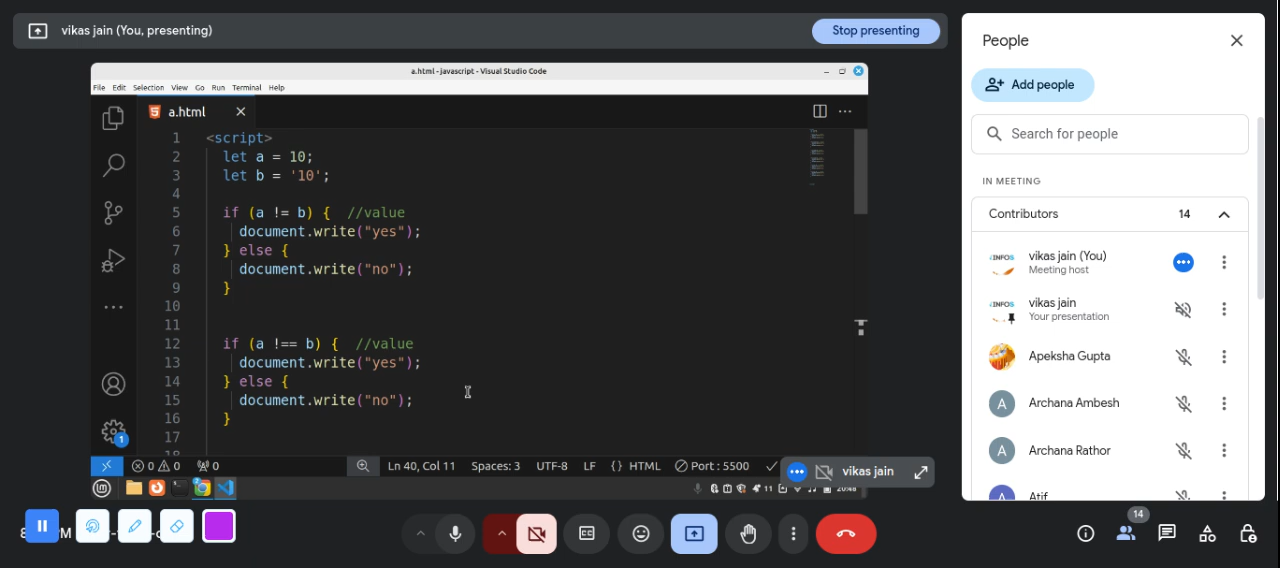 vikas jain (You, presenting)
Stop presenting
a.html - javascript - Visual Studio Code
File Edit Selection View Go Run Terminal Help
a.html
1 <script>
2 let a = 10;
3 let b = '10';
4
5 if (a != b) { //value
6 document.write("yes");
7 } else {
8 document.write("no");
9 }
10
11
12 if (a !== b) { //value
13 document.write("yes");
14 } else {
15 document.write("no");
16 }
17
1
0 0 0
Ln 40, Col 11 Spaces: 3 UTF-8 LF {} HTML Port : 5500
vikas jain
People
Add people
Search for people
IN MEETING
Contributors 14
vikas jain (You)
Meeting host
vikas jain
Your presentation
Apeksha Gupta
A Archana Ambesh
A Archana Rathor
A Atif
14